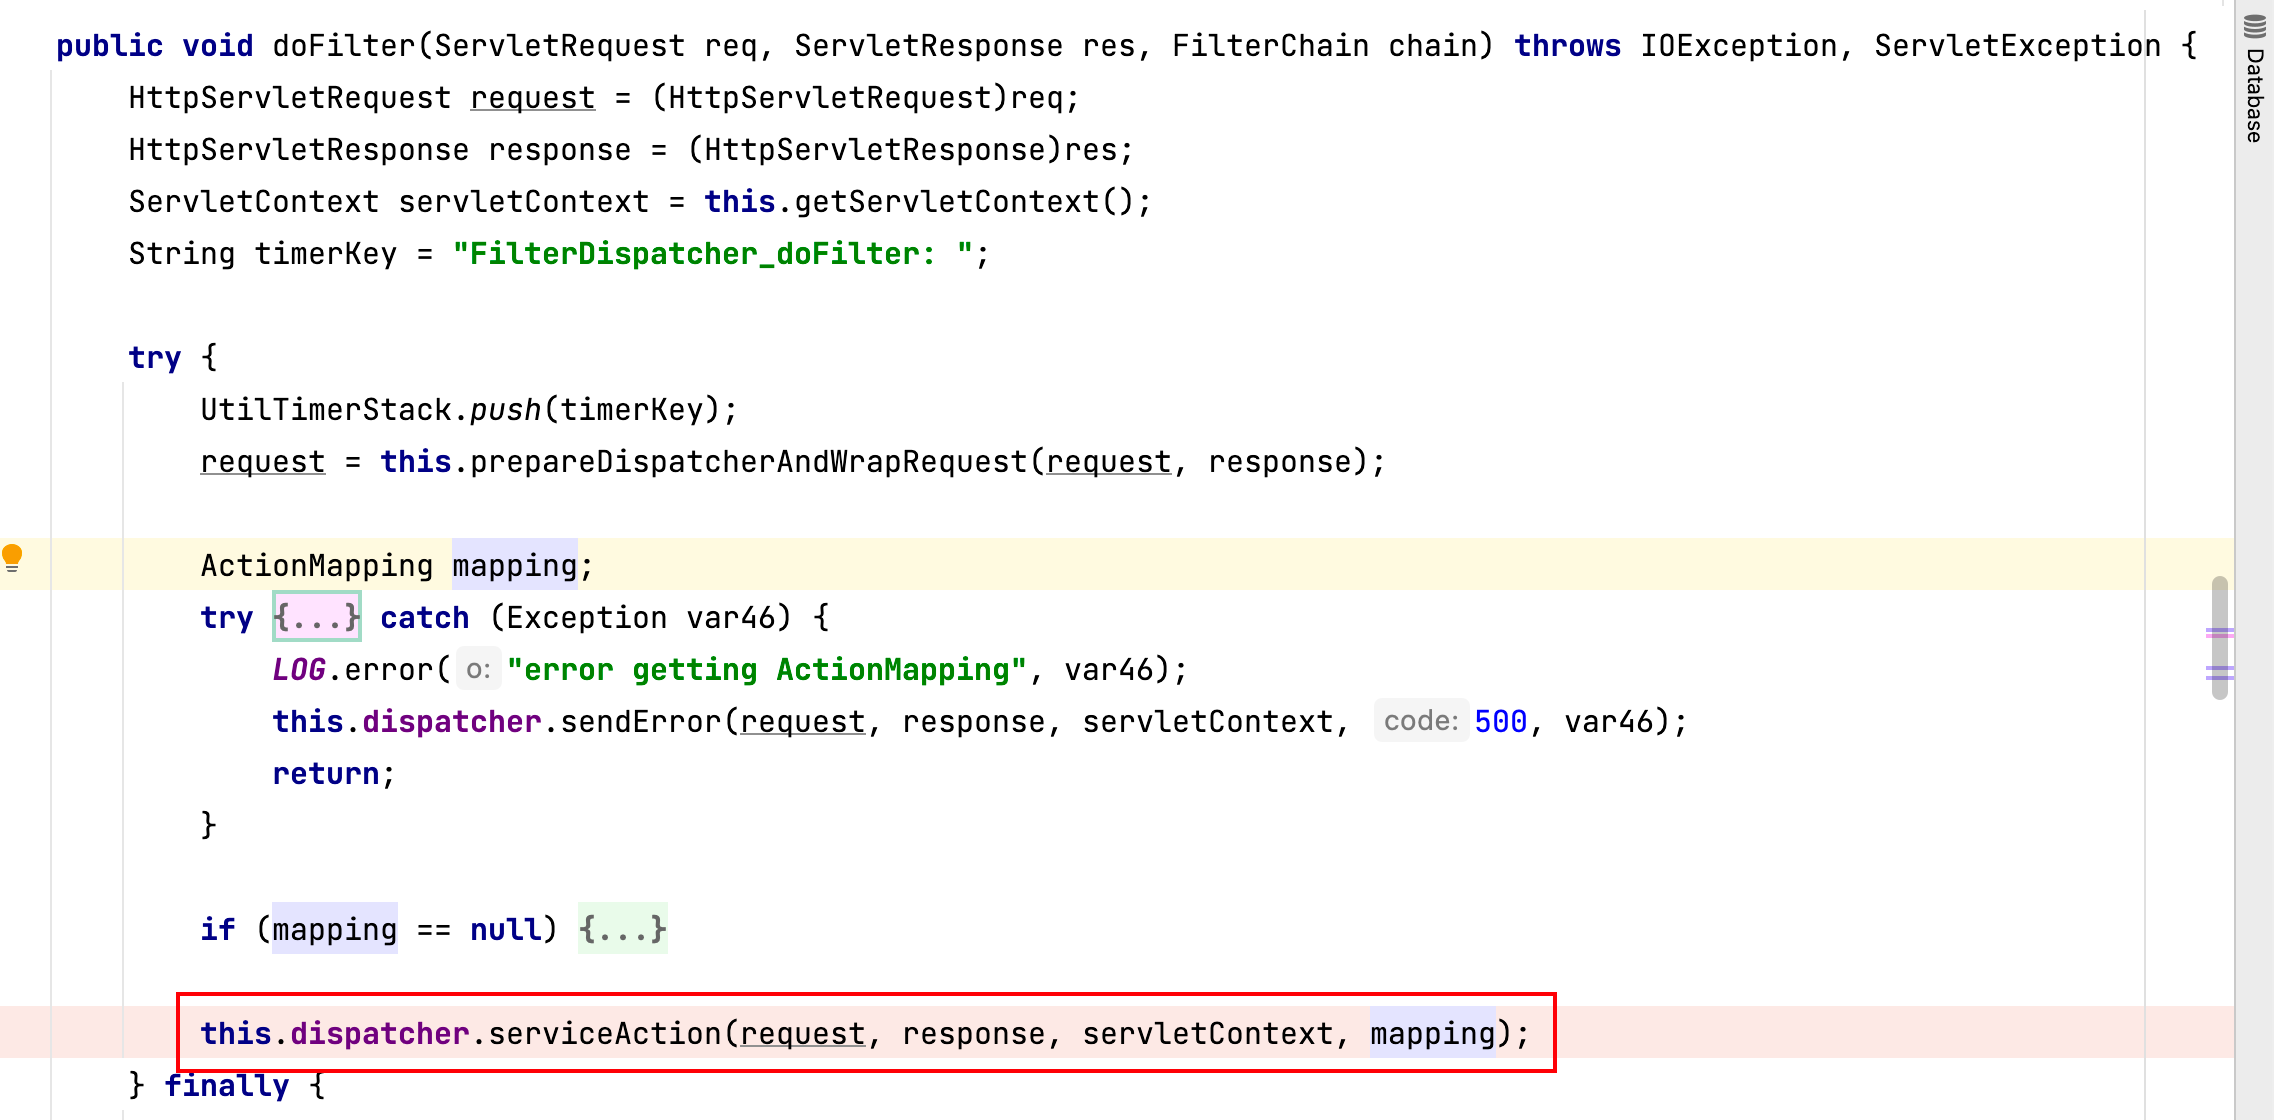 public void doFilter(ServletRequest req, ServletResponse res, FilterChain chain) throws IOException, ServletException {
HttpServletRequest request = (HttpServletRequest)req;
HttpServletResponse response = (HttpServletResponse)res;
ServletContext servletContext = this.getServletContext();
String timerKey = "FilterDispatcher_doFilter: ";
try {
UtilTimerStack.push(timerKey);
request = this.prepareDispatcherAndWrapRequest(request, response);
ActionMapping mapping;
try {...} catch (Exception var46) {
LOG.error( o: "error getting ActionMapping", var46);
this.dispatcher.sendError(request, response, servletContext, code: 500, var46);
return;
}
if (mapping == null) {...}
this.dispatcher.serviceAction(request, response, servletContext, mapping);
} finally {
Database